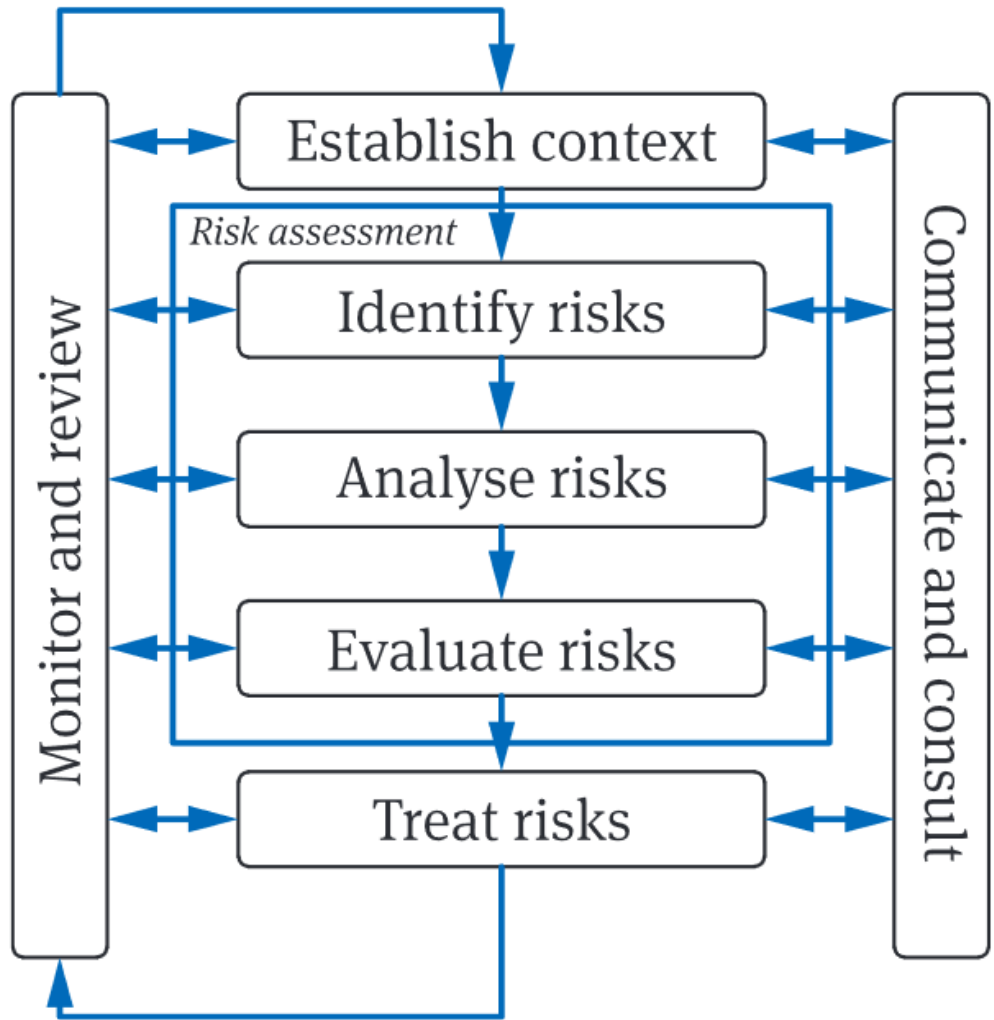 Establish context
Risk assessment
Identify risks
Analyse risks
Evaluate risks
Treat risks
Monitor and review
Communicate and consult